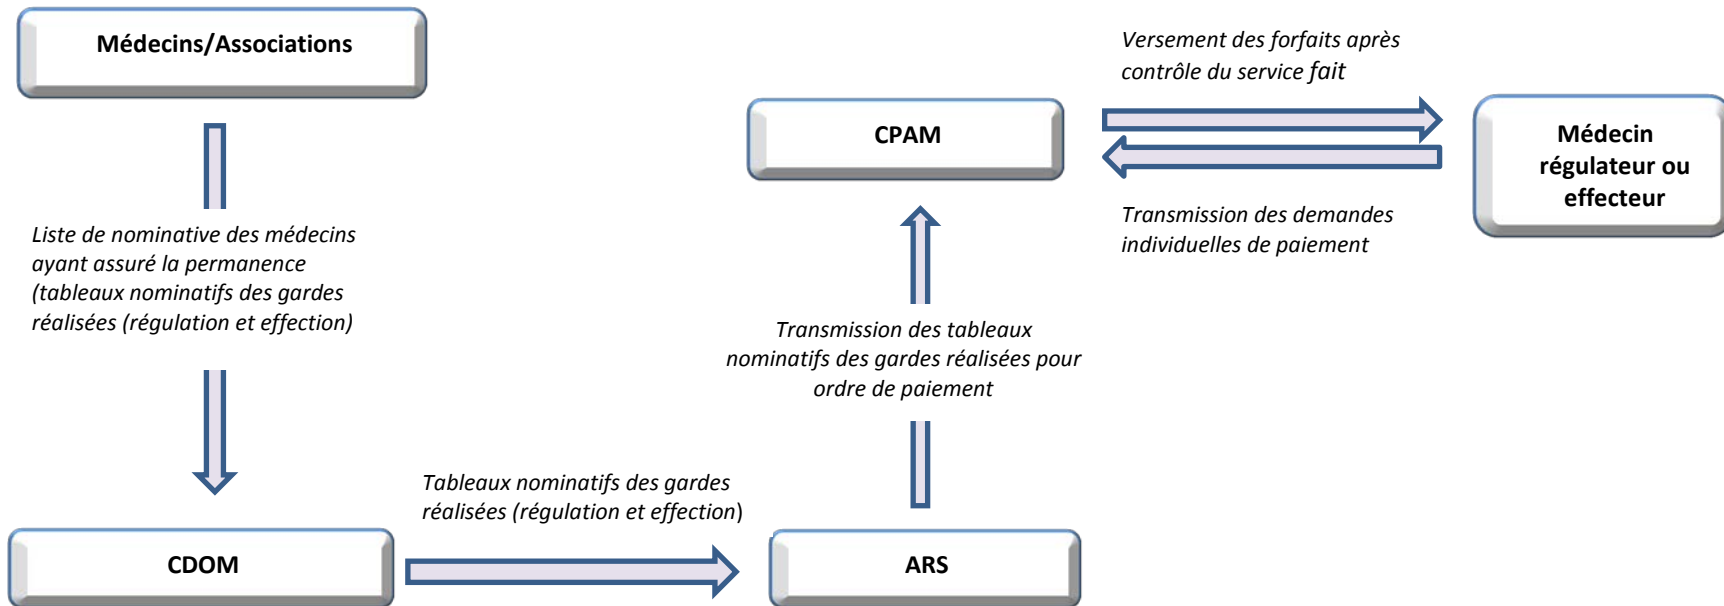 Médecins/Associations
Liste de nominative des médecins
ayant assuré la permanence
(tableaux nominatifs des gardes
réalisées (régulation et effection)
CDOM
Tableaux nominatifs des gardes
réalisées (régulation et effection)
ARS
Transmission des tableaux
nominatifs des gardes réalisées pour
ordre de paiement
CPAM
Versement des forfaits après
contrôle du service fait
Transmission des demandes
individuelles de paiement
Médecin
régulateur ou
effecteur